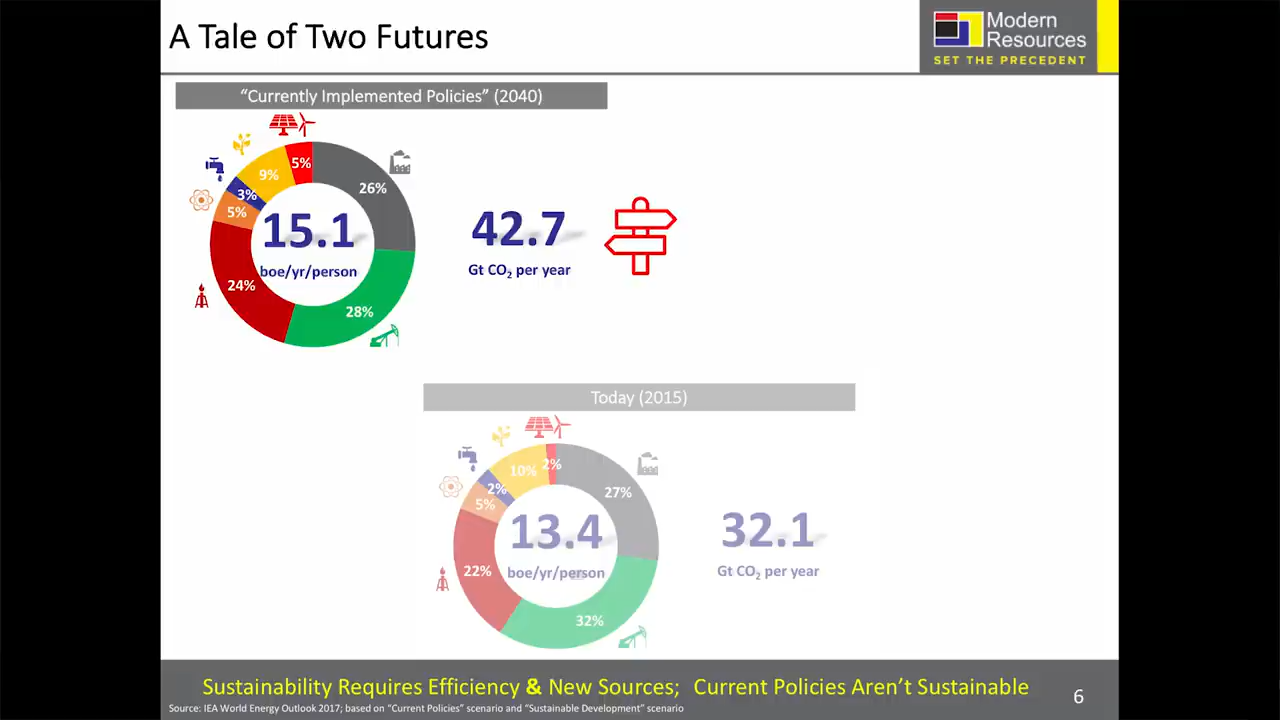 A Tale of Two Futures
Modern
Resources
SET THE PRECEDENT
“Currently Implemented Policies” (2040)
5%
9%
26%
3%
5%
15.1
boe/yr/person
24%
28%
42.7
Gt CO₂ per year
Today (2015)
2%
10%
27%
2%
5%
13.4
boe/yr/person
22%
32%
32.1
Gt CO₂ per year
Sustainability Requires Efficiency & New Sources; Current Policies Aren’t Sustainable
Source: IEA World Energy Outlook 2017; based on “Current Policies” scenario and “Sustainable Development” scenario
6